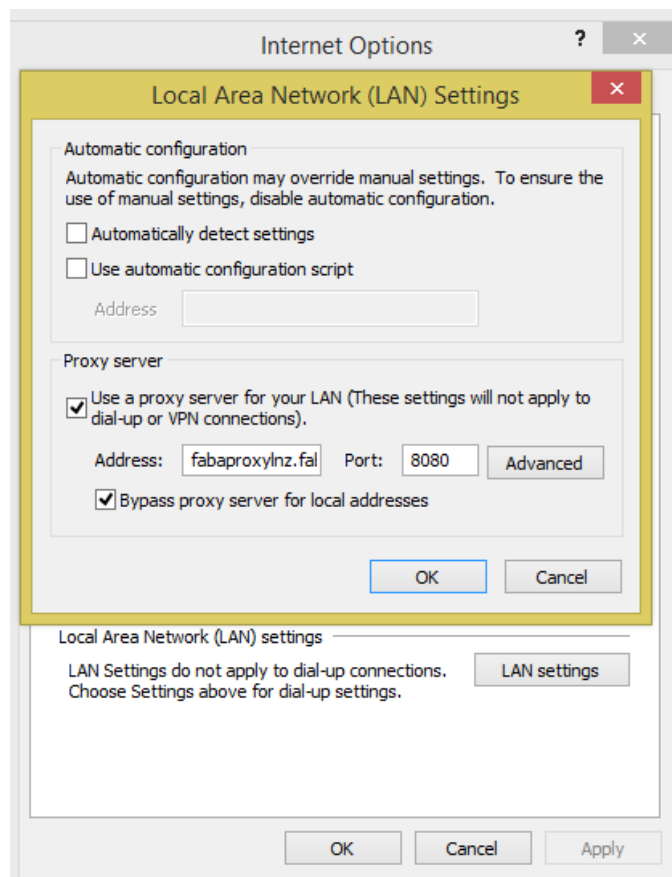 Internet Options
?
Local Area Network (LAN) Settings
Automatic configuration
Automatic configuration may override manual settings. To ensure the
use of manual settings, disable automatic configuration.
Automatically detect settings
Use automatic configuration script
Address
Proxy server
Use a proxy server for your LAN (These settings will not apply to
dial-up or VPN connections).
Address: fabaproxylnz.fal Port: 8080 Advanced
Bypass proxy server for local addresses
OK Cancel
Local Area Network (LAN) settings
LAN Settings do not apply to dial-up connections. LAN settings
Choose Settings above for dial-up settings.
OK Cancel Apply